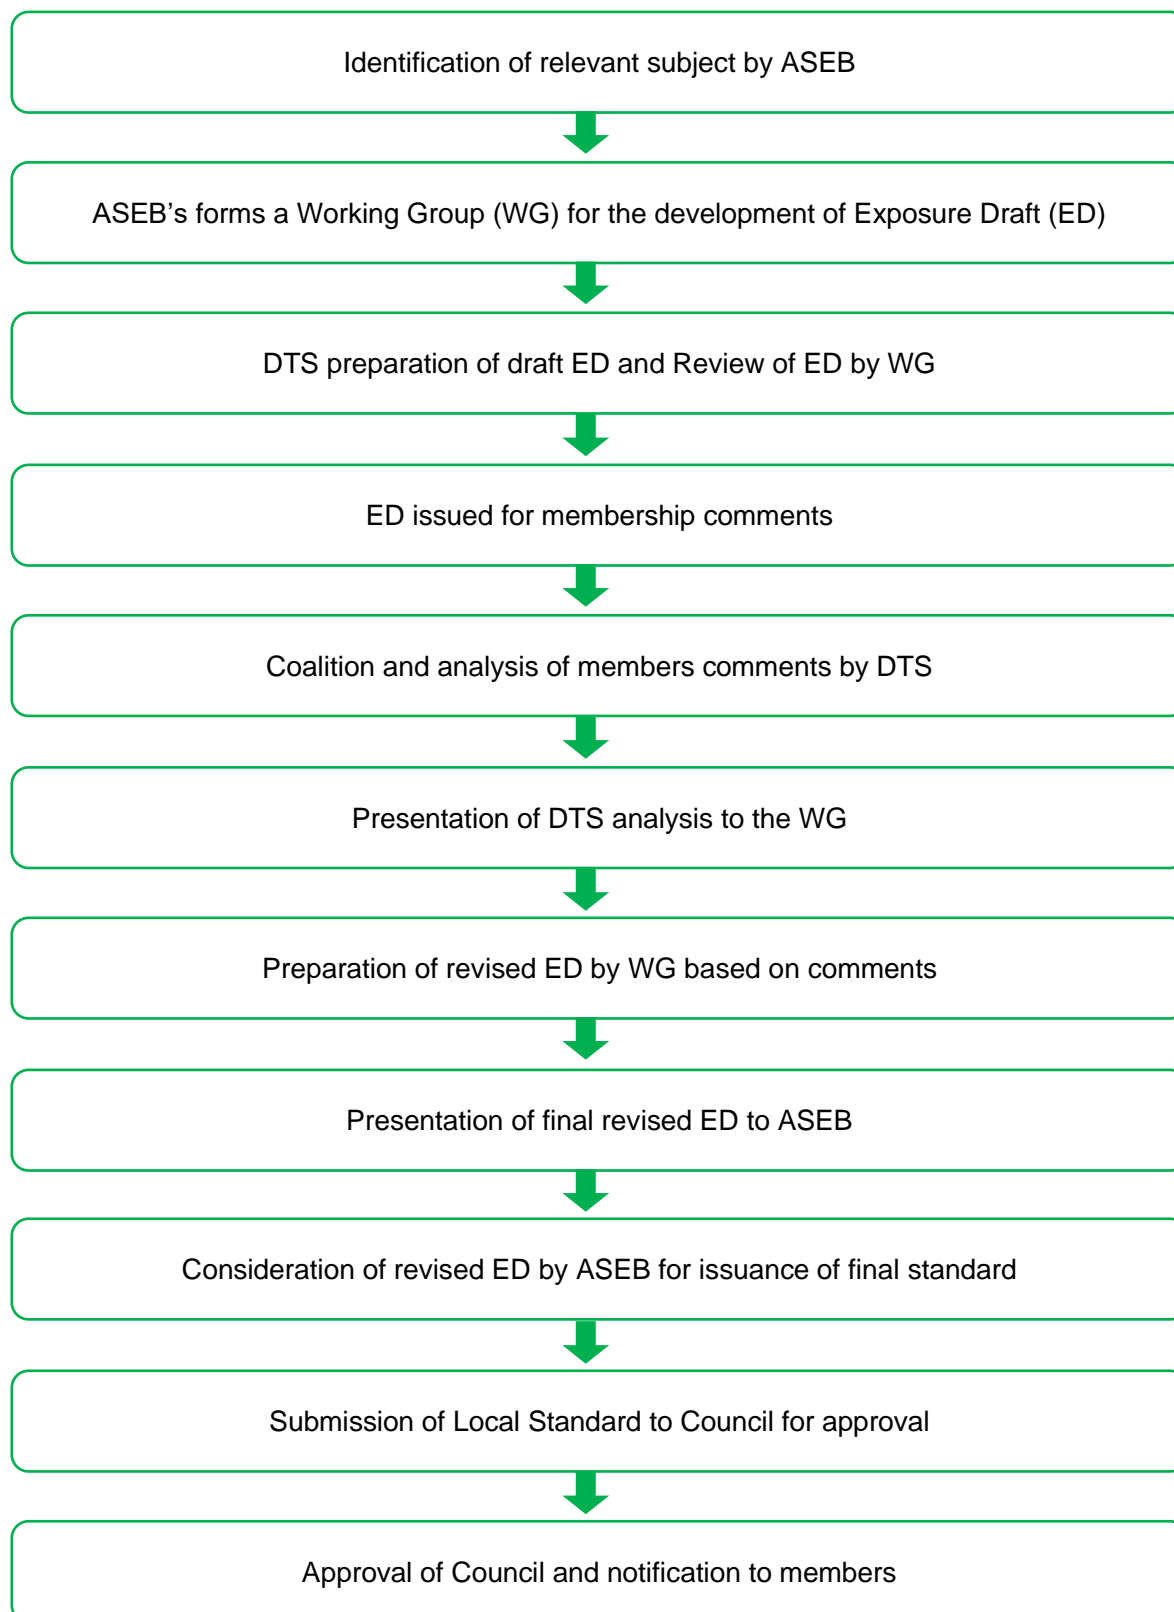 Identification of relevant subject by ASEB
ASEB’s forms a Working Group (WG) for the development of Exposure Draft (ED)
DTS preparation of draft ED and Review of ED by WG
ED issued for membership comments
Coalition and analysis of members comments by DTS
Presentation of DTS analysis to the WG
Preparation of revised ED by WG based on comments
Presentation of final revised ED to ASEB
Consideration of revised ED by ASEB for issuance of final standard
Submission of Local Standard to Council for approval
Approval of Council and notification to members